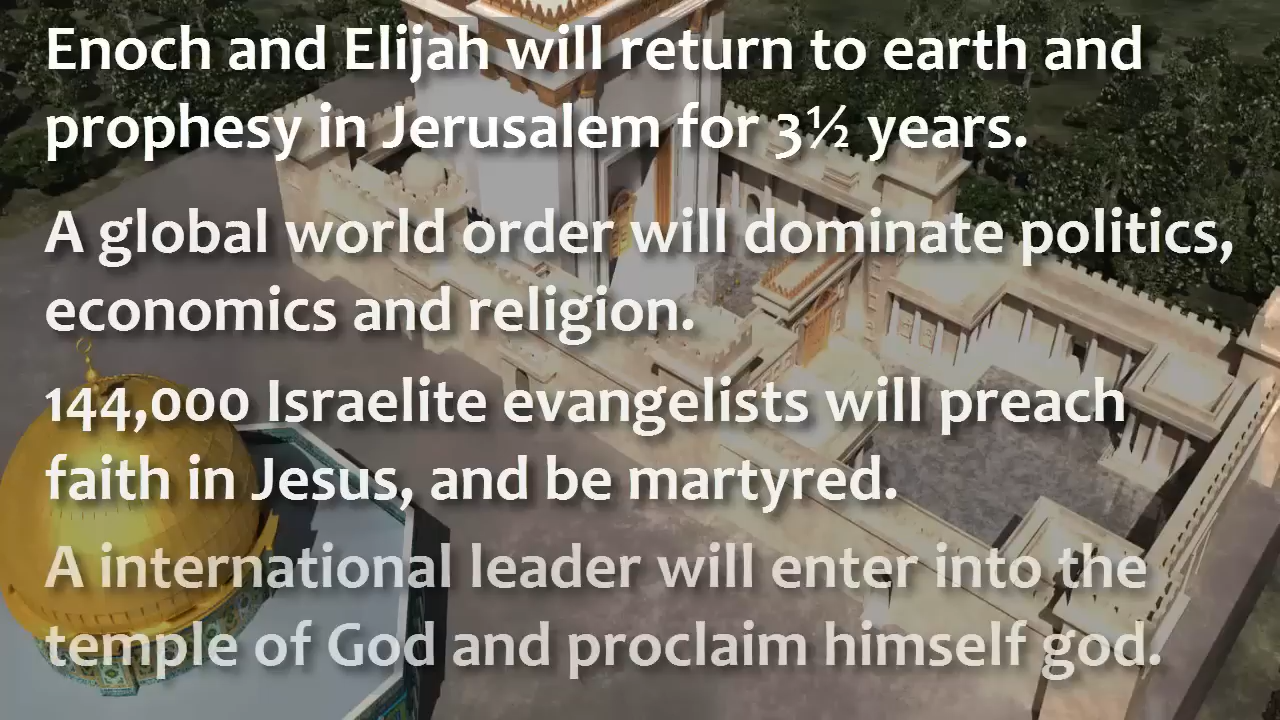 Enoch and Elijah will return to earth and
prophesy in Jerusalem for 3½ years.
A global world order will dominate politics,
economics and religion.
144,000 Israelite evangelists will preach
faith in Jesus, and be martyred.
A international leader will enter into the
temple of God and proclaim himself god.